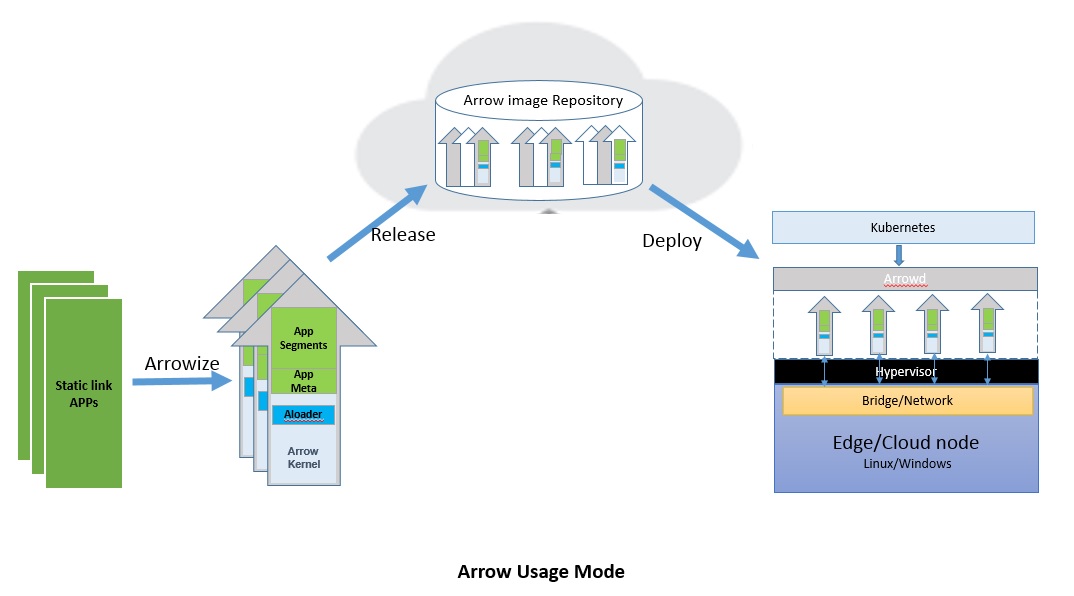 Arrow image Repository
Release
Deploy
Kubernetes
Arrowd
Hypervisor
Bridge/Network
Edge/Cloud node
Linux/Windows
Static link
APPs
Arrowize
App
Segments
App
Meta
Aloader
Arrow
Kernel
Arrow Usage Mode